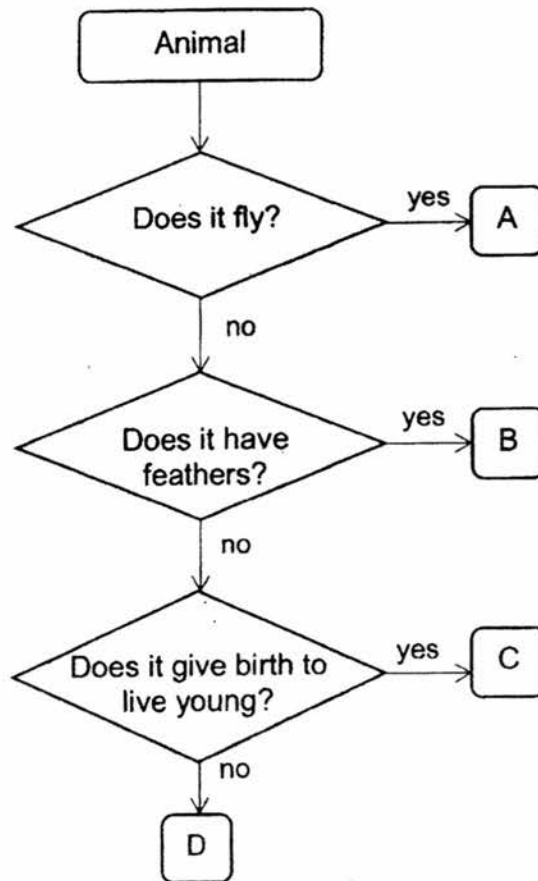 Animal
Does it fly?
yes
A
no
Does it have
feathers?
yes
B
no
Does it give birth to
live young?
yes
C
no
D